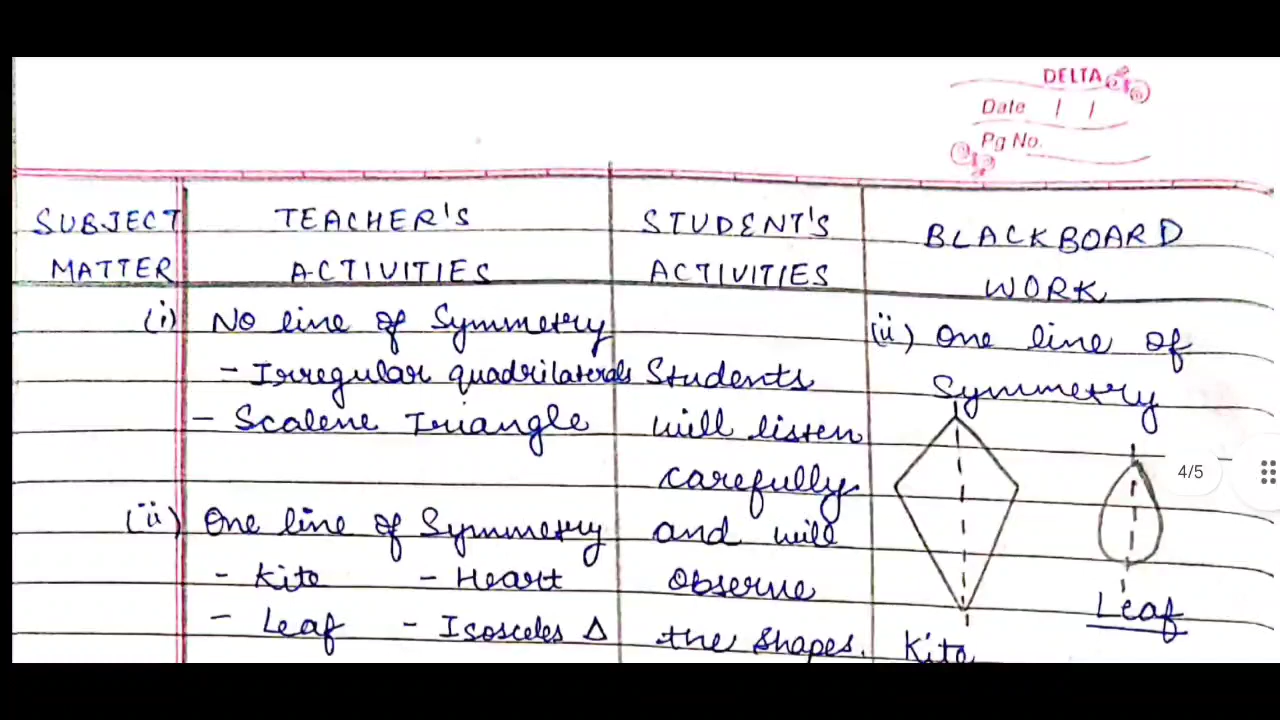 DELTA
Date / /
Pg No.
SUBJECT MATTER
TEACHER'S ACTIVITIES
STUDENT'S ACTIVITIES
BLACKBOARD WORK
(i) No line of Symmetry
- Irregular quadrilaterals
- Scalene Triangle
(ii) One line of Symmetry
- Kite - Heart
- Leaf - Isosceles Δ
Students
will listen
carefully
and will
observe
the shapes.
(ii) One line of
Symmetry
Kite
Leaf
4/5